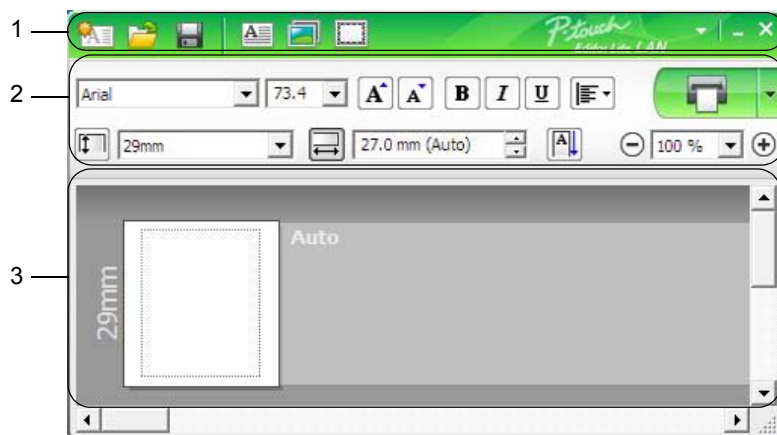 1
P-touch
Editor Lite LAN
2
Arial 73.4 A A B I U
29mm 27.0 mm (Auto) A 100 %
3
Auto
29mm